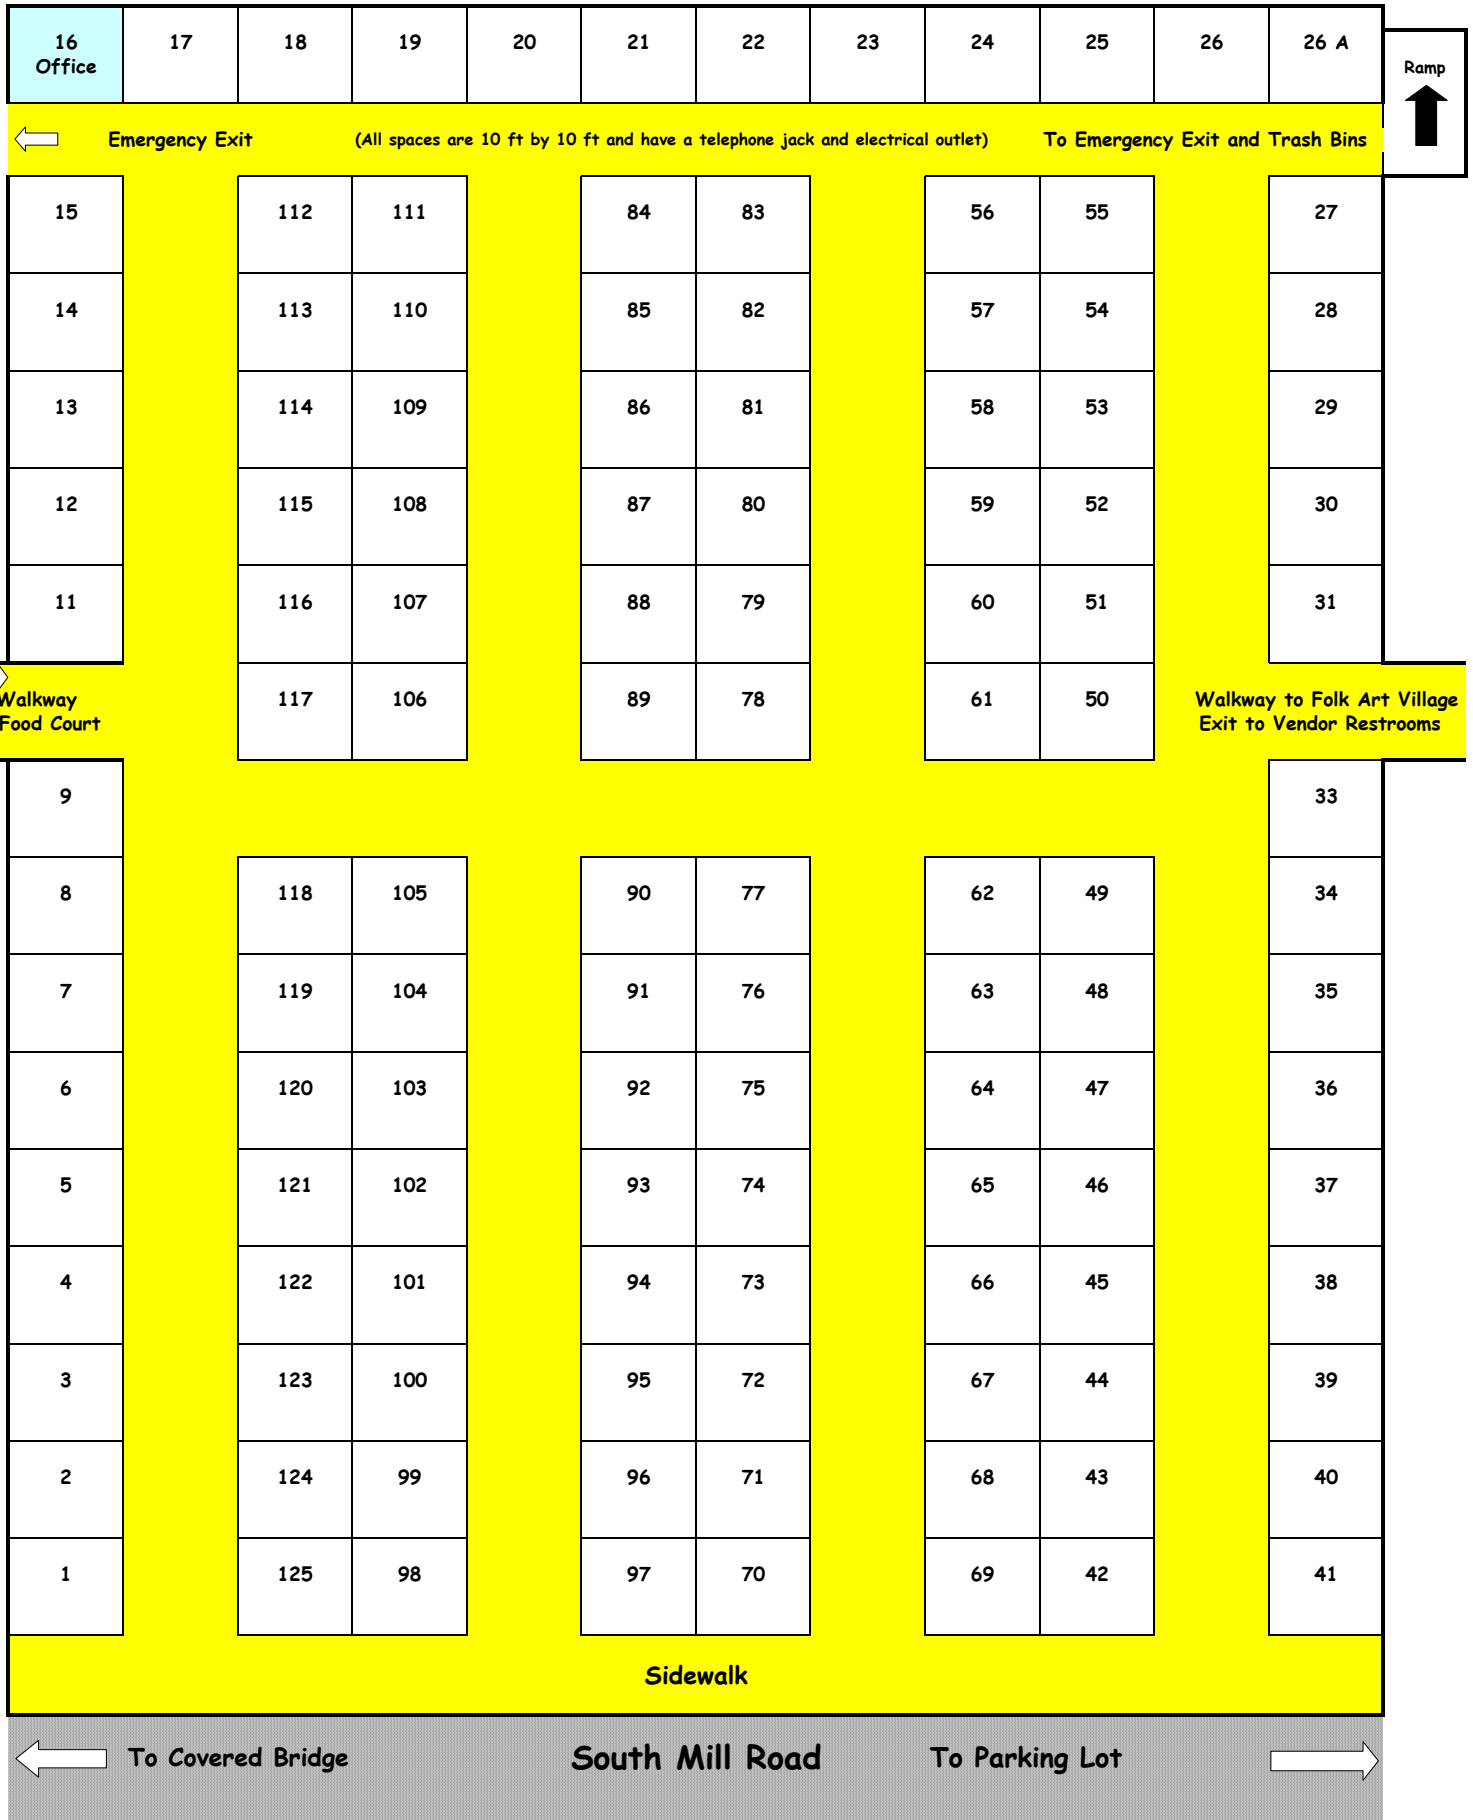 16 17 18 19 20 21 22 23 24 25 26 26 A
Office
Ramp
Emergency Exit (All spaces are 10 ft by 10 ft and have a telephone jack and electrical outlet) To Emergency Exit and Trash Bins
15 112 111 84 83 56 55 27
14 113 110 85 82 57 54 28
13 114 109 86 81 58 53 29
12 115 108 87 80 59 52 30
11 116 107 88 79 60 51 31
Walkway 117 106 89 78 61 50 Walkway to Folk Art Village
Food Court Exit to Vendor Restrooms
9 33
8 118 105 90 77 62 49 34
7 119 104 91 76 63 48 35
6 120 103 92 75 64 47 36
5 121 102 93 74 65 46 37
4 122 101 94 73 66 45 38
3 123 100 95 72 67 44 39
2 124 99 96 71 68 43 40
1 125 98 97 70 69 42 41
Sidewalk
To Covered Bridge South Mill Road To Parking Lot